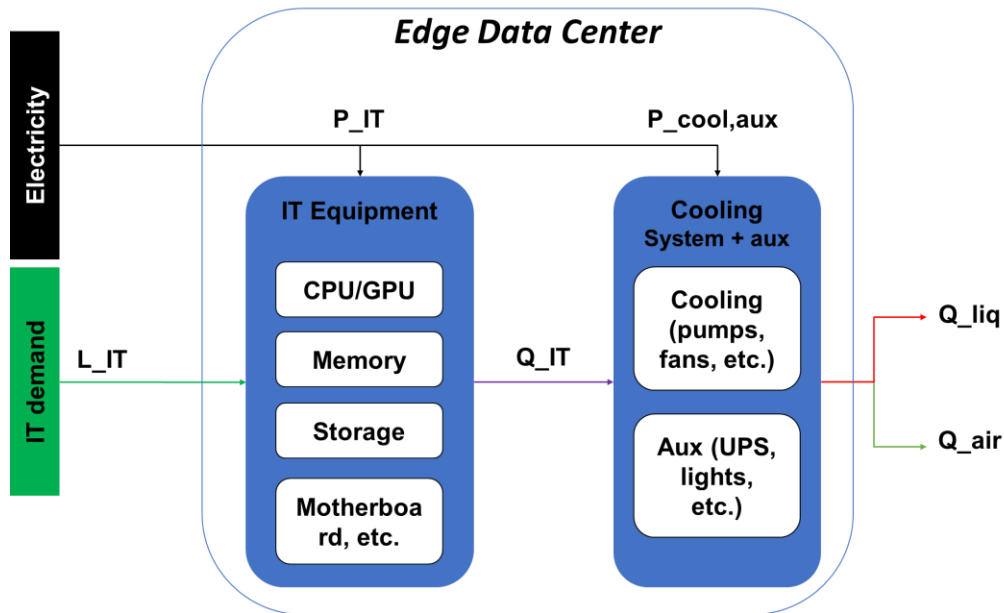 Edge Data Center
Electricity
P_IT
P_cool,aux
IT Equipment
Cooling
System + aux
CPU/GPU
Memory
Storage
Motherboa
rd, etc.
Cooling
(pumps,
fans, etc.)
Aux (UPS,
lights,
etc.)
IT demand
L_IT
Q_IT
Q_liq
Q_air